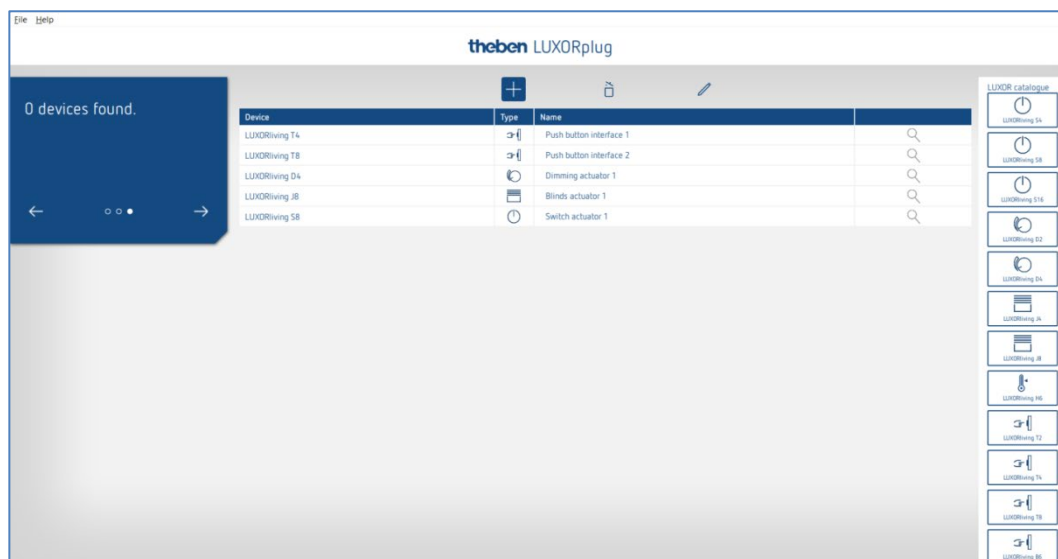 File Help
theben LUXORplug
0 devices found.
Device Type Name
LUXORliving T4 Push button interface 1
LUXORliving T8 Push button interface 2
LUXORliving D4 Dimming actuator 1
LUXORliving J8 Blinds actuator 1
LUXORliving S8 Switch actuator 1
LUXOR catalogue
LUXORliving S4
LUXORliving S8
LUXORliving S16
LUXORliving D2
LUXORliving D4
LUXORliving J4
LUXORliving J8
LUXORliving H6
LUXORliving T2
LUXORliving T4
LUXORliving T8
LUXORliving B6